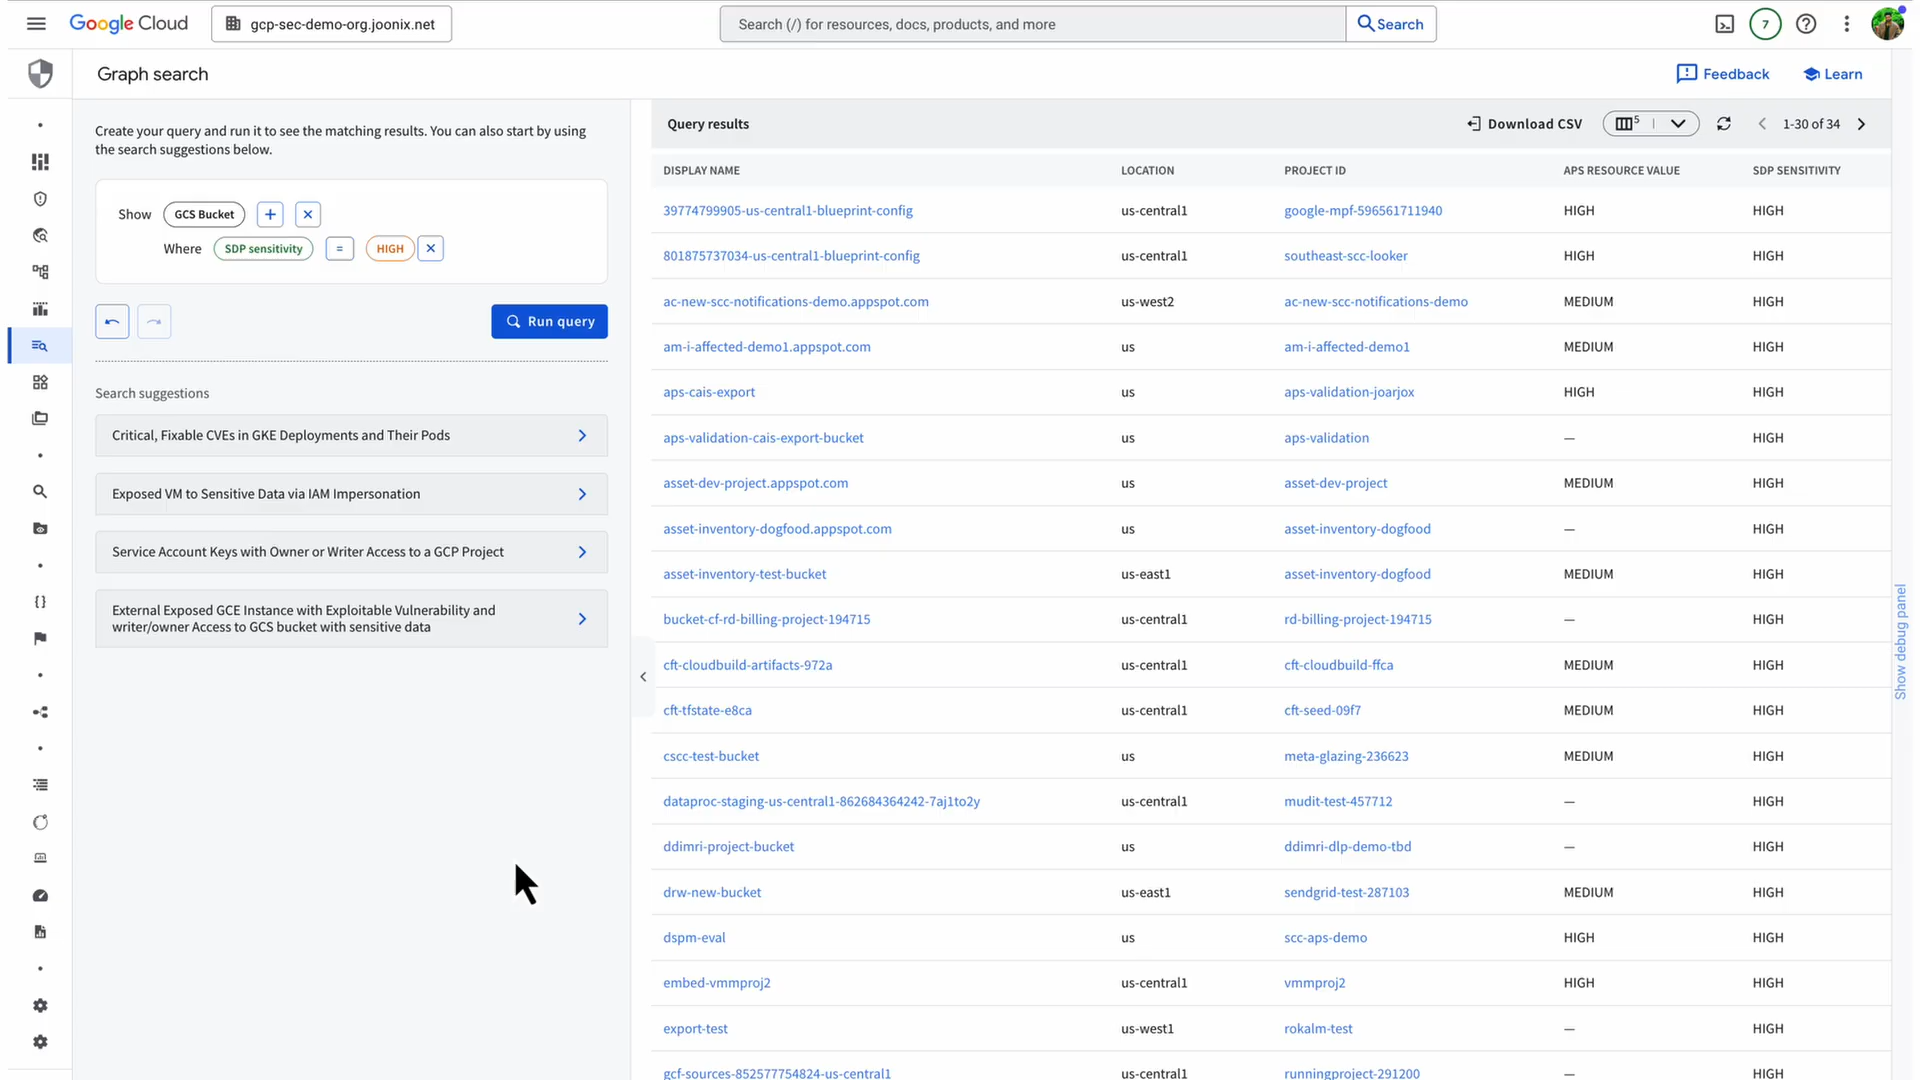 Google Cloud
gcp-sec-demo-org.joonix.net
Search (/) for resources, docs, products, and more
Search
7
Graph search
Feedback
Learn
Create your query and run it to see the matching results. You can also start by using
the search suggestions below.
Show GCS Bucket
Where SDP sensitivity = HIGH
Run query
Search suggestions
Critical, Fixable CVEs in GKE Deployments and Their Pods
Exposed VM to Sensitive Data via IAM Impersonation
Service Account Keys with Owner or Writer Access to a GCP Project
External Exposed GCE Instance with Exploitable Vulnerability and
writer/owner Access to GCS bucket with sensitive data
Query results
Download CSV
5
1-30 of 34
DISPLAY NAME LOCATION PROJECT ID APS RESOURCE VALUE SDP SENSITIVITY
39774799905-us-central1-blueprint-config us-central1 google-mpf-596561711940 HIGH HIGH
801875737034-us-central1-blueprint-config us-central1 southeast-scc-looker HIGH HIGH
ac-new-scc-notifications-demo.appspot.com us-west2 ac-new-scc-notifications-demo MEDIUM HIGH
am-i-affected-demo1.appspot.com us am-i-affected-demo1 MEDIUM HIGH
aps-cais-export us aps-validation-joarjox HIGH HIGH
aps-validation-cais-export-bucket us aps-validation — HIGH
asset-dev-project.appspot.com us asset-dev-project MEDIUM HIGH
asset-inventory-dogfood.appspot.com us asset-inventory-dogfood — HIGH
asset-inventory-test-bucket us-east1 asset-inventory-dogfood MEDIUM HIGH
bucket-cf-rd-billing-project-194715 us-central1 rd-billing-project-194715 — HIGH
cft-cloudbuild-artifacts-972a us-central1 cft-cloudbuild-ffca MEDIUM HIGH
cft-tfstate-e8ca us-central1 cft-seed-09f7 MEDIUM HIGH
cscc-test-bucket us meta-glazing-236623 MEDIUM HIGH
dataproc-staging-us-central1-862684364242-7aj1to2y us-central1 mudit-test-457712 — HIGH
ddimri-project-bucket us ddimri-dlp-demo-tbd — HIGH
drw-new-bucket us-east1 sendgrid-test-287103 MEDIUM HIGH
dspm-eval us scc-aps-demo HIGH HIGH
embed-vmmproj2 us-central1 vmmproj2 HIGH HIGH
export-test us-west1 rokalm-test — HIGH
gcf-sources-852577754824-us-central1 us-central1 runningproject-291200 — HIGH
Show debug panel